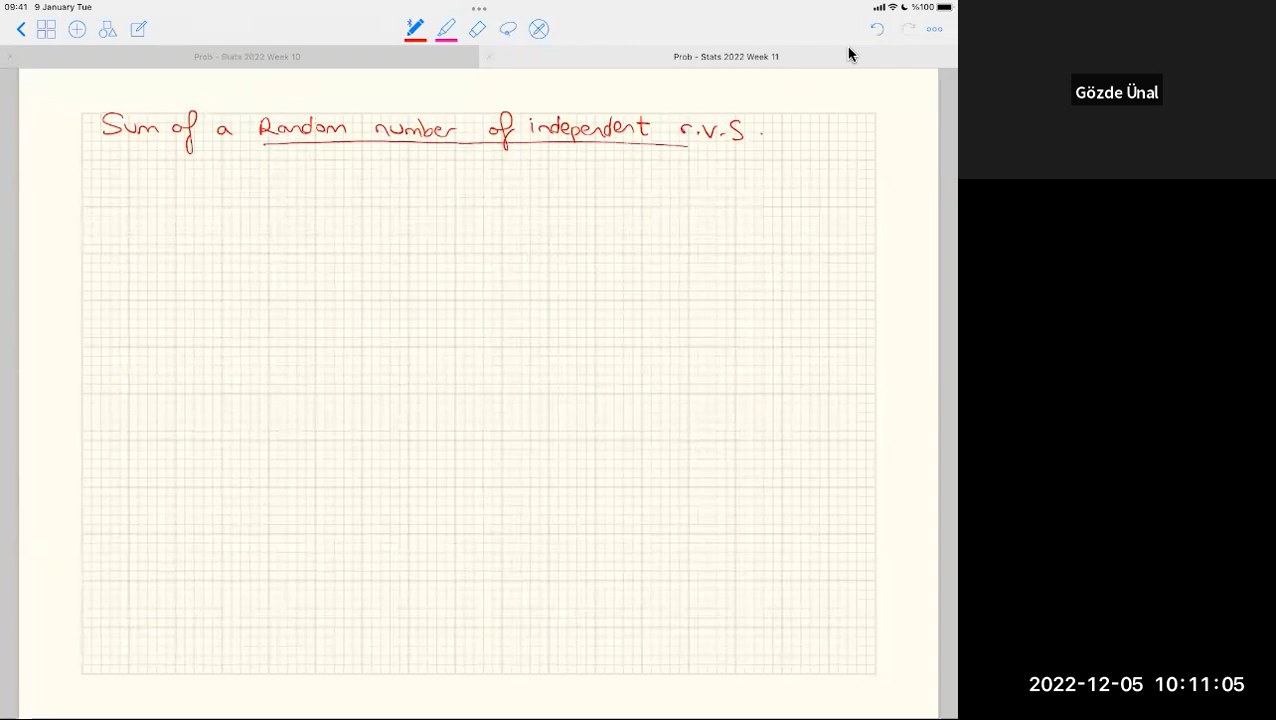 09:41 9 January Tue
%100
Prob - Stats 2022 Week 10
Prob - Stats 2022 Week 11
Sum of a Random number of independent r.v.s.
Gözde Ünal
2022-12-05 10:11:05